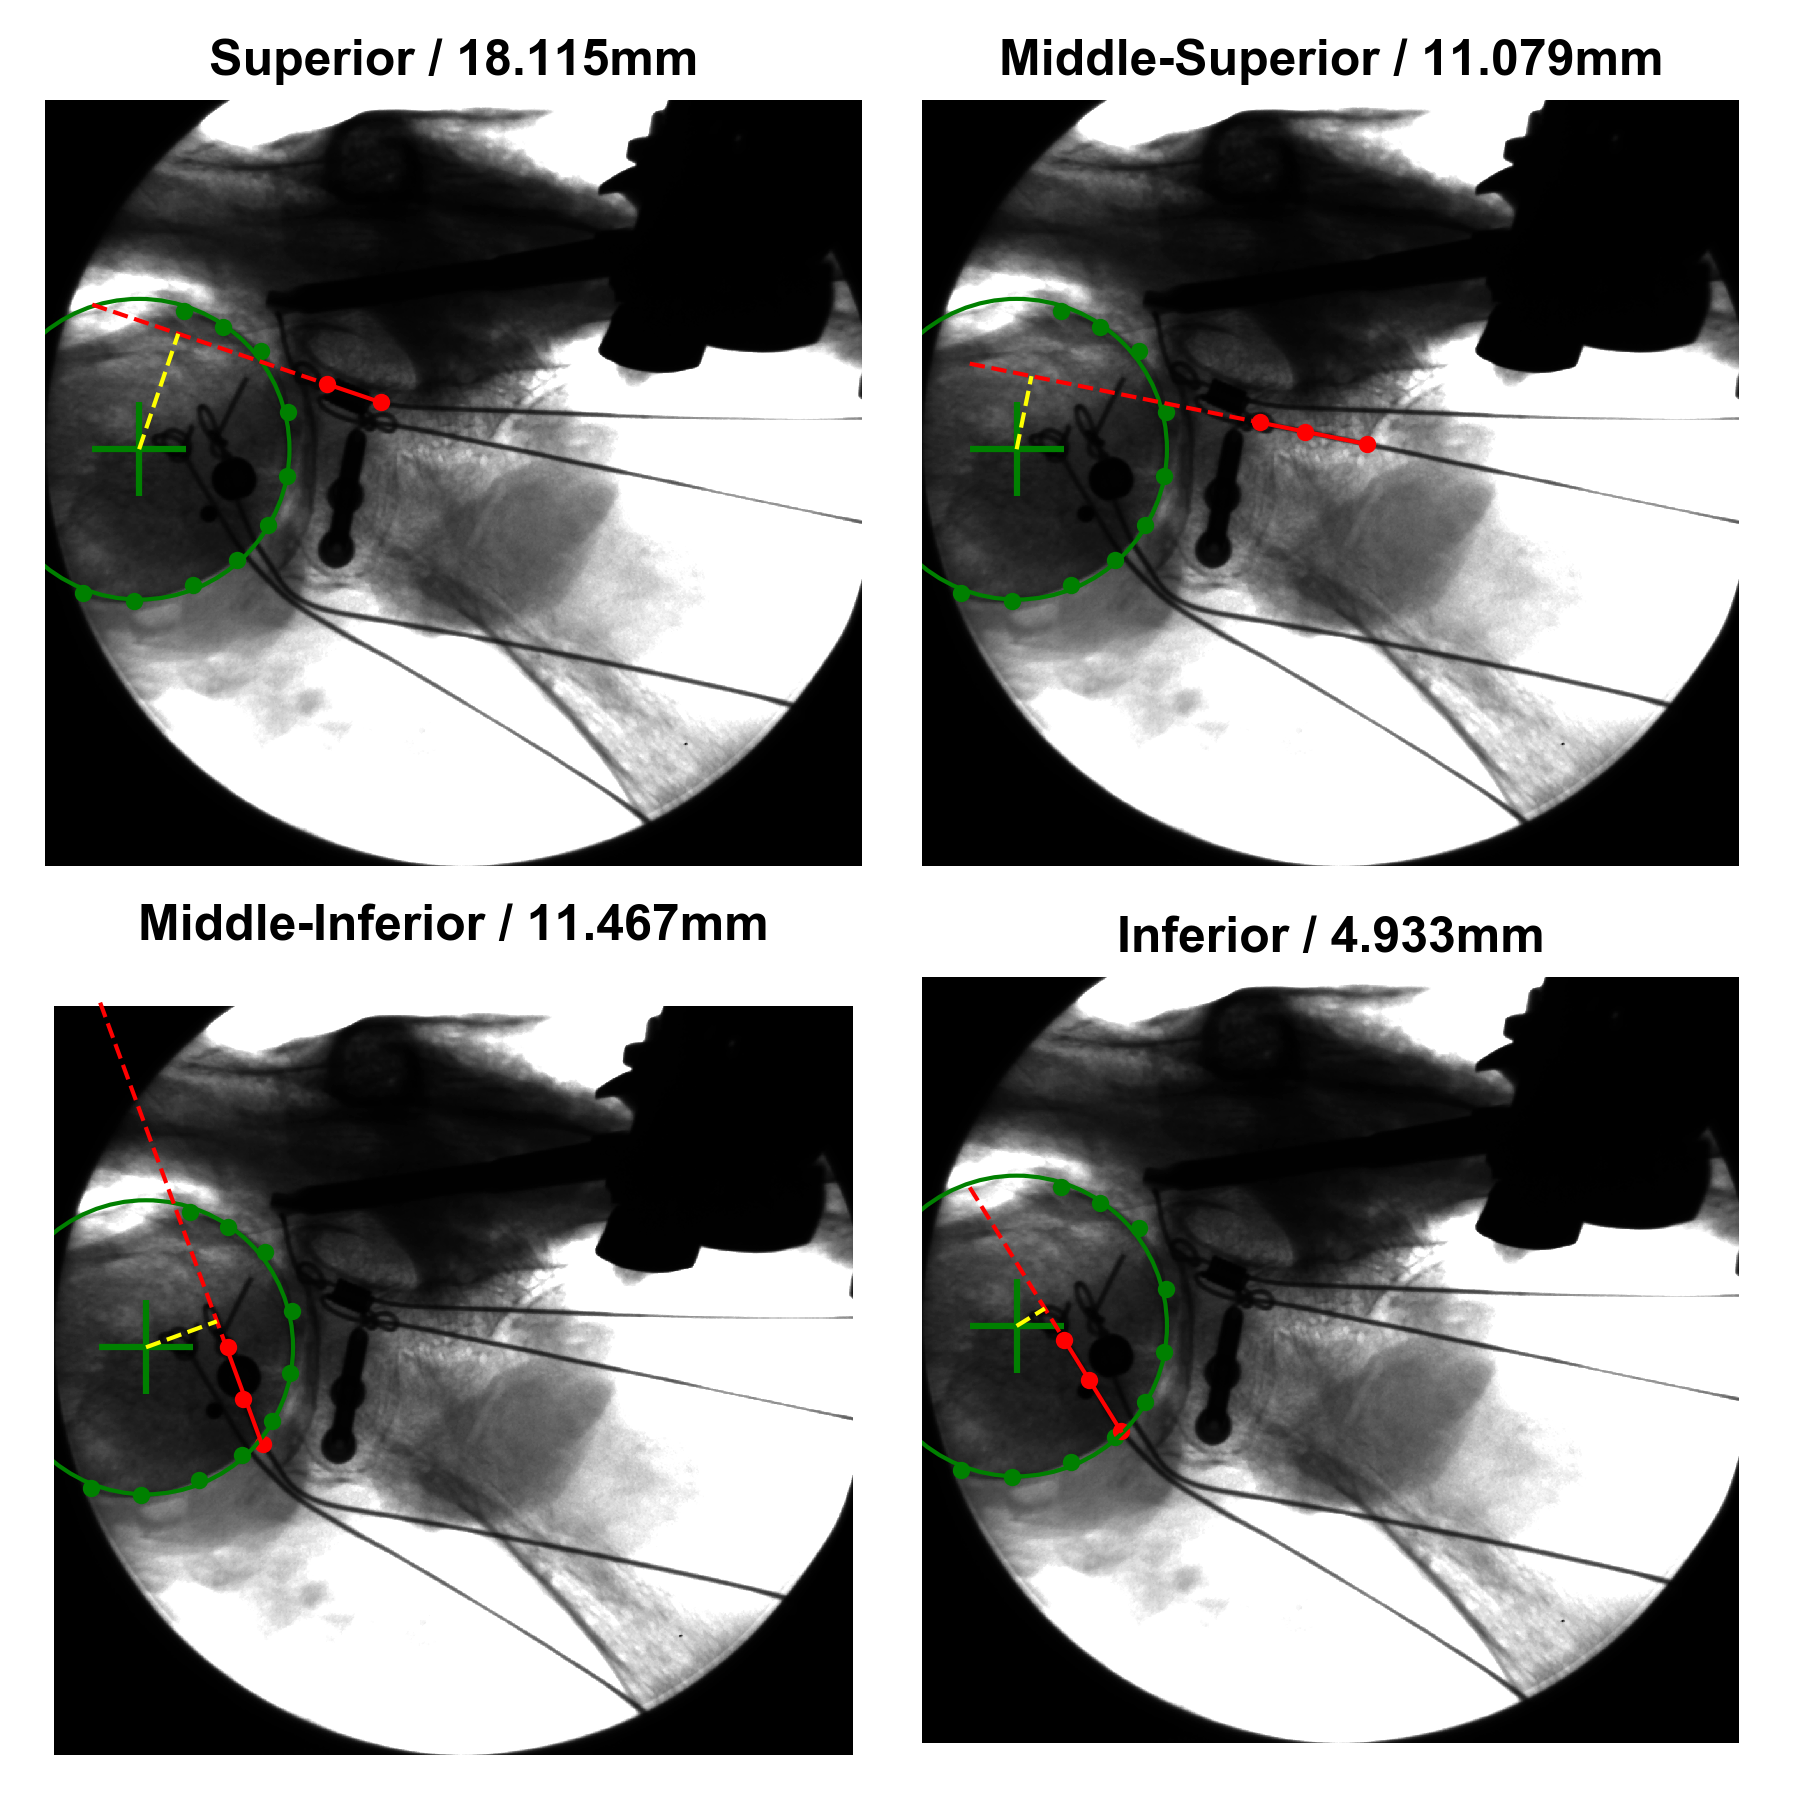 Superior / 18.115mm
Middle-Superior / 11.079mm
Middle-Inferior / 11.467mm
Inferior / 4.933mm